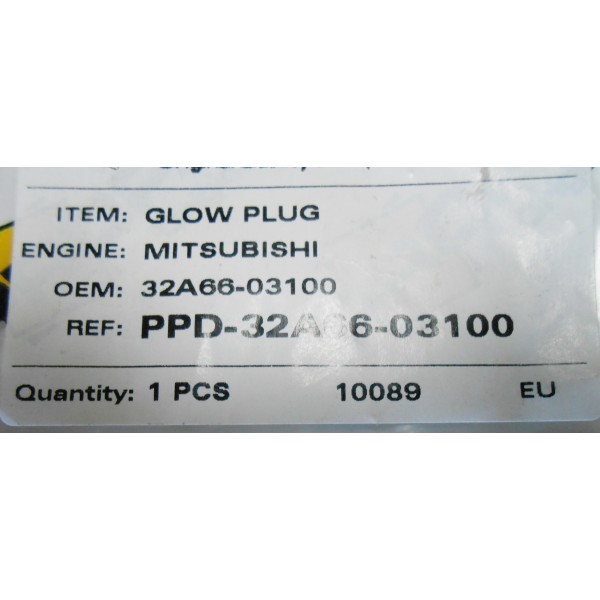 ITEM: GLOW PLUG
ENGINE: MITSUBISHI
OEM: 32A66-03100
REF: PPD-32A66-03100
Quantity: 1 PCS 10089 EU